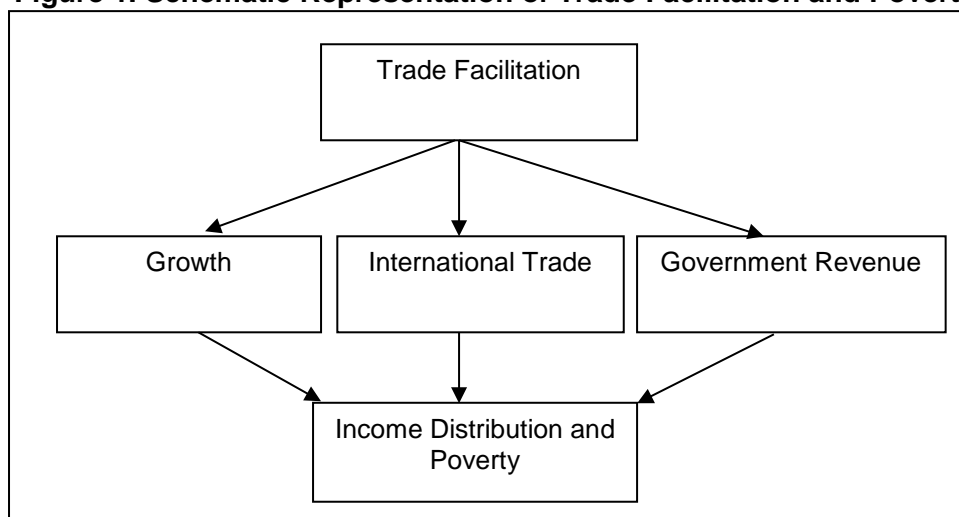 Figure 1: Schematic Representation of Trade Facilitation and
Trade Facilitation
Growth
International Trade
Government Revenue
Income Distribution and
Poverty